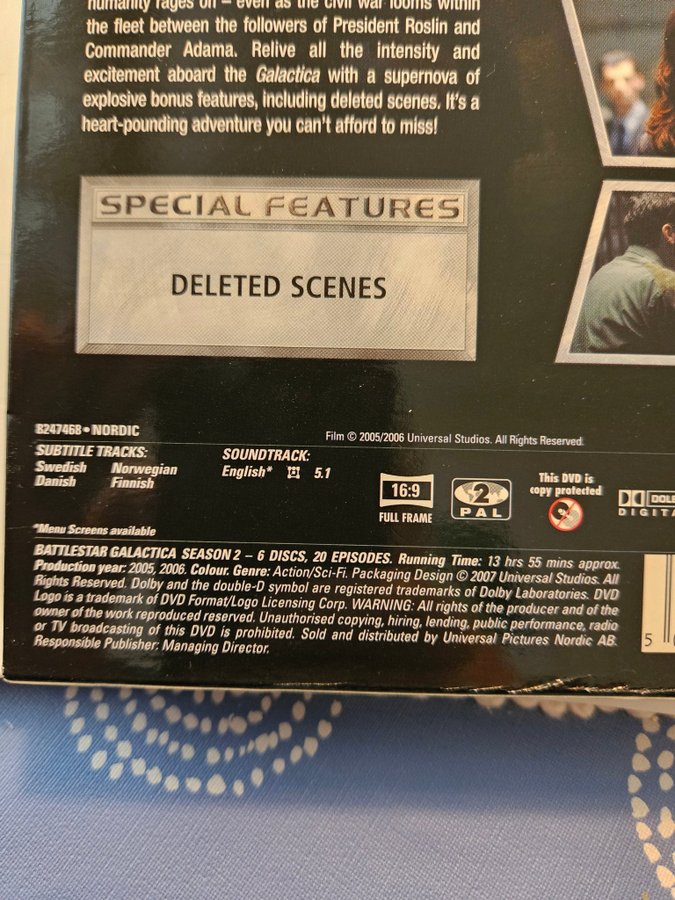 humanity rages on – even as the civil war looms within
the fleet between the followers of President Roslin and
Commander Adama. Relive all the intensity and
excitement aboard the Galactica with a supernova of
explosive bonus features, including deleted scenes. It's a
heart-pounding adventure you can't afford to miss!
SPECIAL FEATURES
DELETED SCENES
8247468 • NORDIC
Film © 2005/2006 Universal Studios. All Rights Reserved.
SUBTITLE TRACKS:
Swedish Norwegian
Danish Finnish
SOUNDTRACK:
English* 5.1
16:9
FULL FRAME
2
PAL
This DVD is
copy protected
DOLB
DIGITA
*Menu Screens available
BATTLESTAR GALACTICA SEASON 2 – 6 DISCS, 20 EPISODES. Running Time: 13 hrs 55 mins approx.
Production year: 2005, 2006. Colour. Genre: Action/Sci-Fi. Packaging Design © 2007 Universal Studios. All
Rights Reserved. Dolby and the double-D symbol are registered trademarks of Dolby Laboratories. DVD
Logo is a trademark of DVD Format/Logo Licensing Corp. WARNING: All rights of the producer and of the
owner of the work reproduced reserved. Unauthorised copying, hiring, lending, public performance, radio
or TV broadcasting of this DVD is prohibited. Sold and distributed by Universal Pictures Nordic AB.
Responsible Publisher: Managing Director.
5